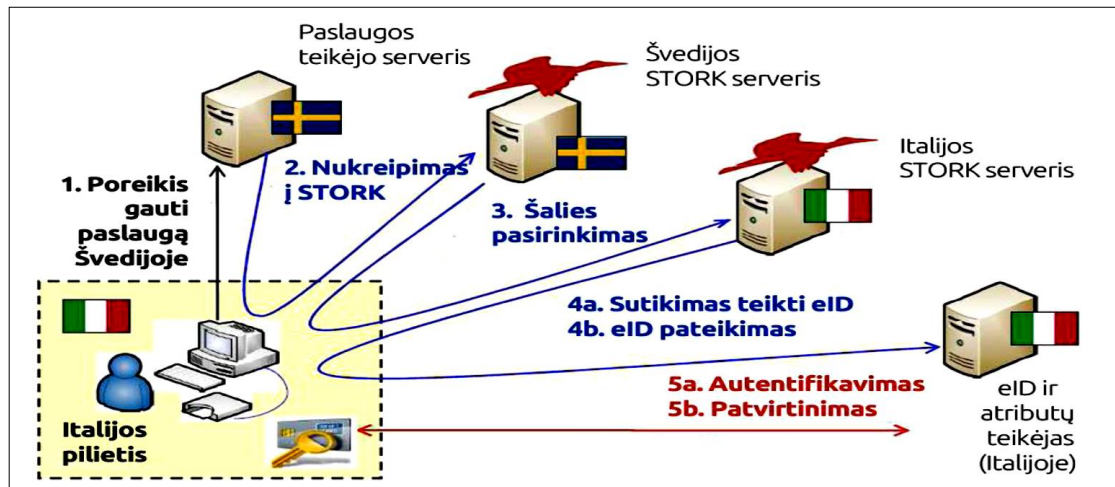 Paslaugos
teikėjo serveris
Švedijos
STORK serveris
Italijos
STORK serveris
1. Poreikis
gauti
paslaugą
Švedijoje
2. Nukreipimas
į STORK
3. Šalies
pasirinkimas
4a. Sutikimas teikti eID
4b. eID pateikimas
5a. Autentifikavimas
5b. Patvirtinimas
Italijos
pilietis
eID ir
atributų
teikėjas
(Italijoje)